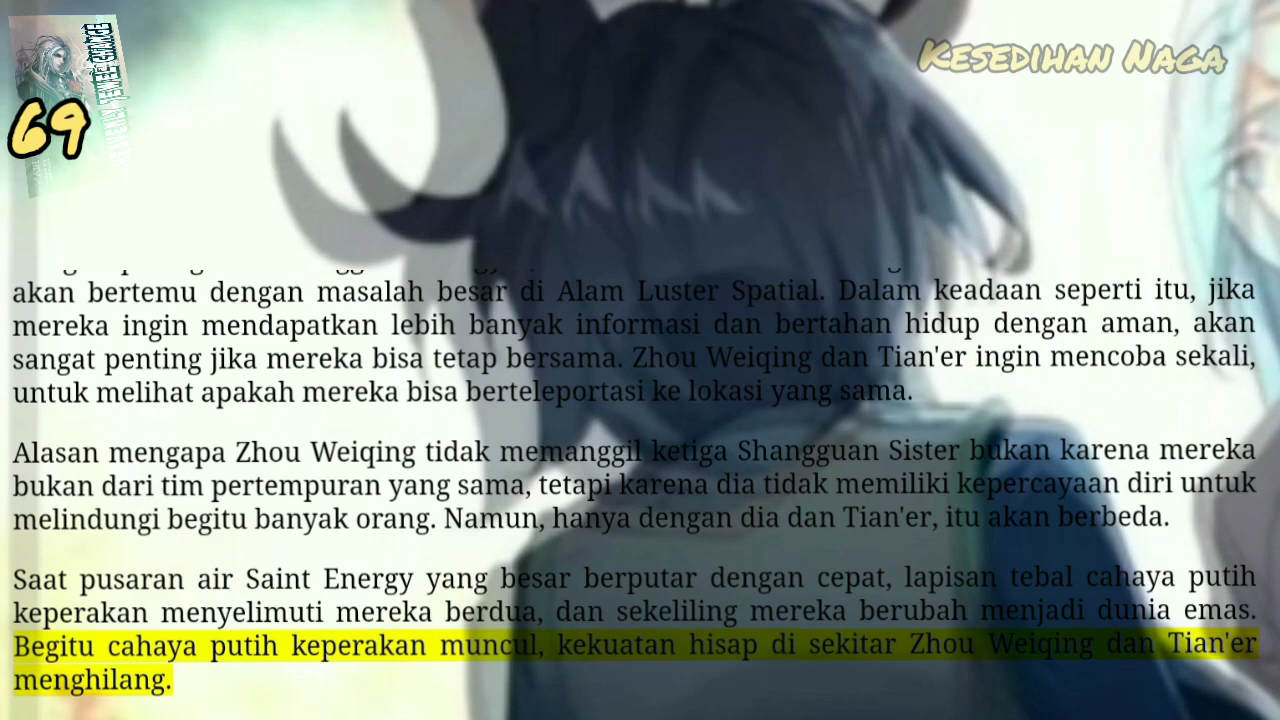 Kesedihan Naga
HEAVENLY JEWEL CHANGE
69
akan bertemu dengan masalah besar di Alam Luster Spatial. Dalam keadaan seperti itu, jika
mereka ingin mendapatkan lebih banyak informasi dan bertahan hidup dengan aman, akan
sangat penting jika mereka bisa tetap bersama. Zhou Weiqing dan Tian'er ingin mencoba sekali,
untuk melihat apakah mereka bisa berteleportasi ke lokasi yang sama.
Alasan mengapa Zhou Weiqing tidak memanggil ketiga Shangguan Sister bukan karena mereka
bukan dari tim pertempuran yang sama, tetapi karena dia tidak memiliki kepercayaan diri untuk
melindungi begitu banyak orang. Namun, hanya dengan dia dan Tian'er, itu akan berbeda.
Saat pusaran air Saint Energy yang besar berputar dengan cepat, lapisan tebal cahaya putih
keperakan menyelimuti mereka berdua, dan sekeliling mereka berubah menjadi dunia emas.
Begitu cahaya putih keperakan muncul, kekuatan hisap di sekitar Zhou Weiqing dan Tian'er
menghilang.